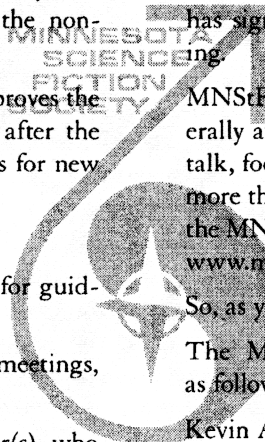 the non-
MINNESOTA
SCIENCE
FICTION
SOCIETY
proves the
after the
s for new
for guid-
meetings,
r(s) who
has sig
ing.
MNStF
erally a
talk, foo
more th
the MN
www.m
So, as y
The M
as follow
Kevin A